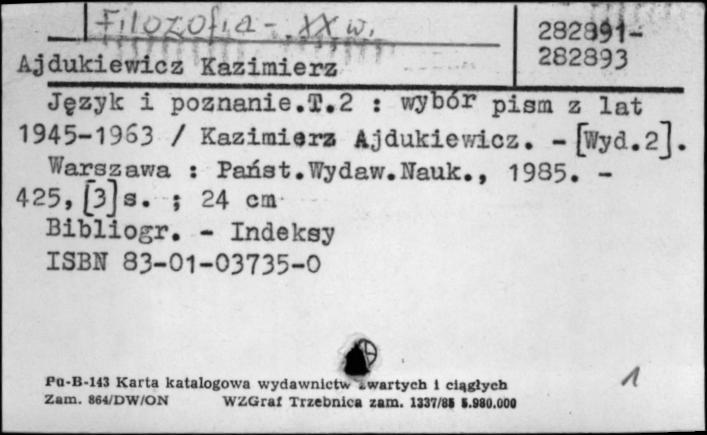 Filozofia - XX w.
282891-
282893
Ajdukiewicz Kazimierz
Język i poznanie.T.2 : wybór pism z lat
1945-1963 / Kazimierz Ajdukiewicz. - [Wyd.2].
Warszawa : Państ.Wydaw.Nauk., 1985. -
425, [3] s. ; 24 cm
Bibliogr. - Indeksy
ISBN 83-01-03735-0
Pu-B-143 Karta katalogowa wydawnictw zwartych i ciągłych
Zam. 864/DW/ON WZGraf Trzebnica zam. 1337/85 5.980.000
1